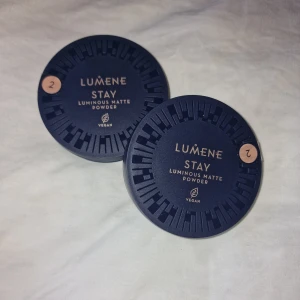 2
LUMENE
STAY
LUMINOUS MATTE
POWDER
VEGAN
2
LUMENE
STAY
LUMINOUS MATTE
POWDER
VEGAN